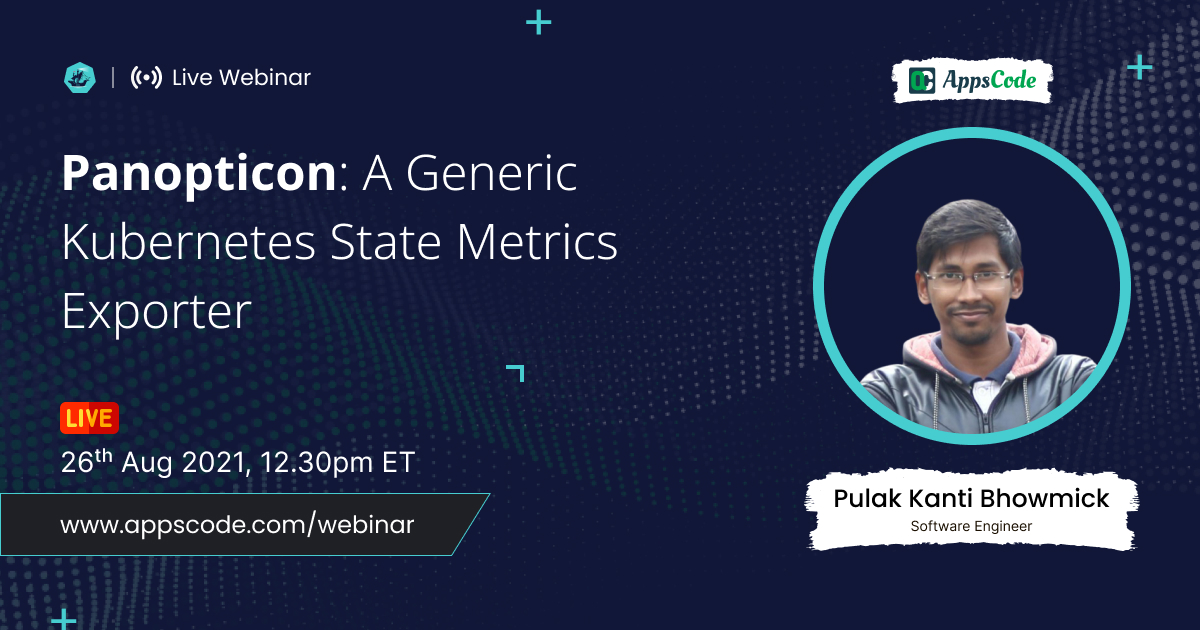 Live Webinar
AppsCode
Panopticon: A Generic
Kubernetes State Metrics
Exporter
LIVE
26th Aug 2021, 12.30pm ET
www.appscode.com/webinar
Pulak Kanti Bhowmick
Software Engineer